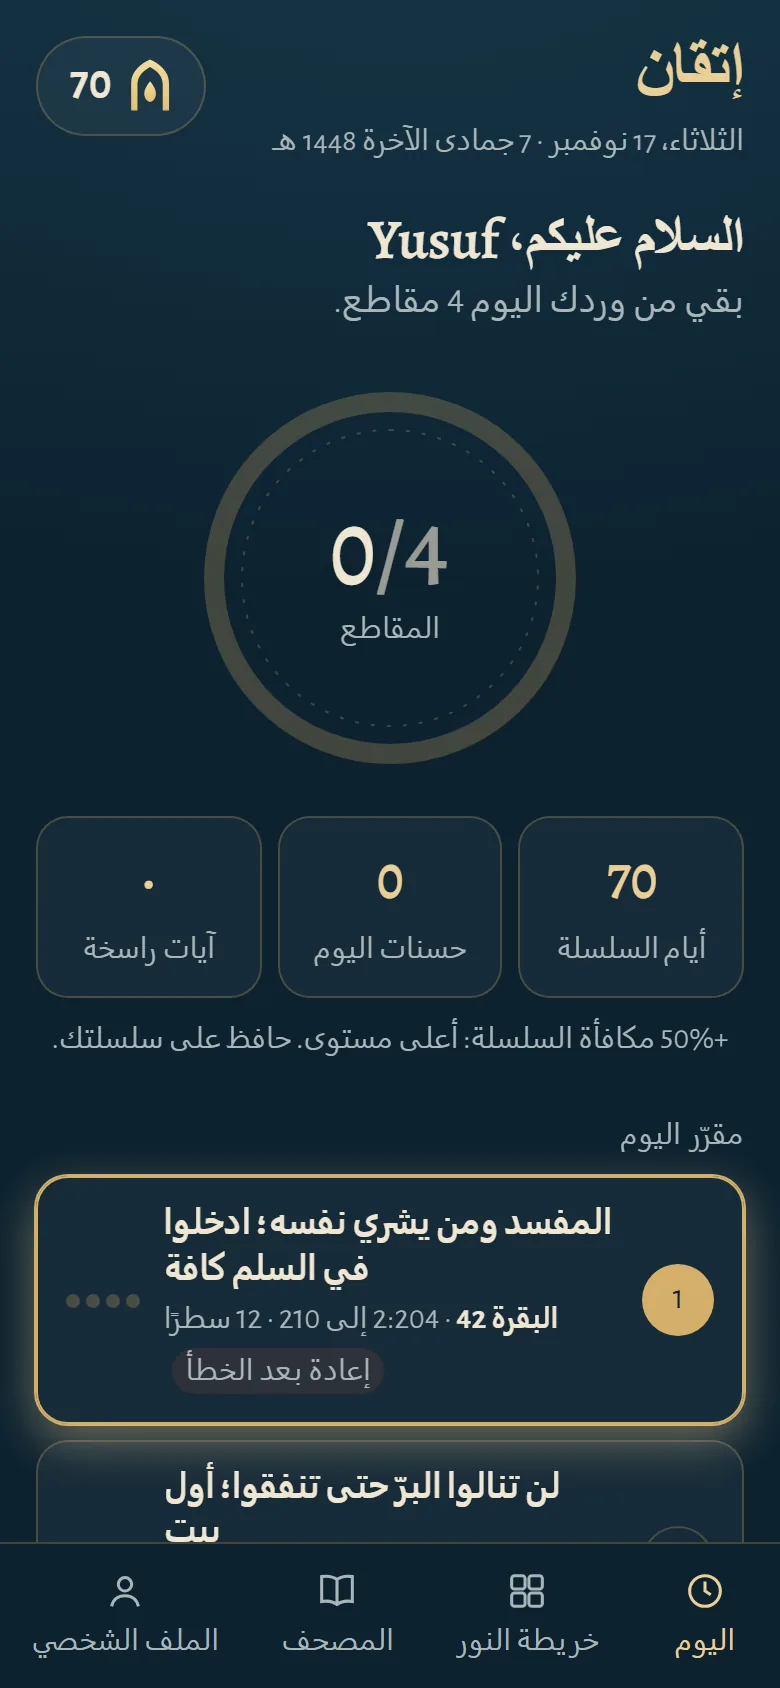 إتقان
70
الثلاثاء، 17 نوفمبر · 7 جمادى الآخرة 1448 هـ
السلام عليكم، Yusuf
بقي من وردك اليوم 4 مقاطع.
0/4
المقاطع
70
أيام السلسلة
0
حسنات اليوم
٠
آيات راسخة
+50% مكافأة السلسلة: أعلى مستوى. حافظ على سلسلتك.
مقرّر اليوم
1
المفسد ومن يشري نفسه؛ ادخلوا
في السلم كافة
البقرة 42 · 2:204 إلى 210 · 12 سطرًا
إعادة بعد الخطأ
لن تنالوا البرّ حتى تنفقوا؛ أول
بيت
اليوم
خريطة النور
المصحف
الملف الشخصي